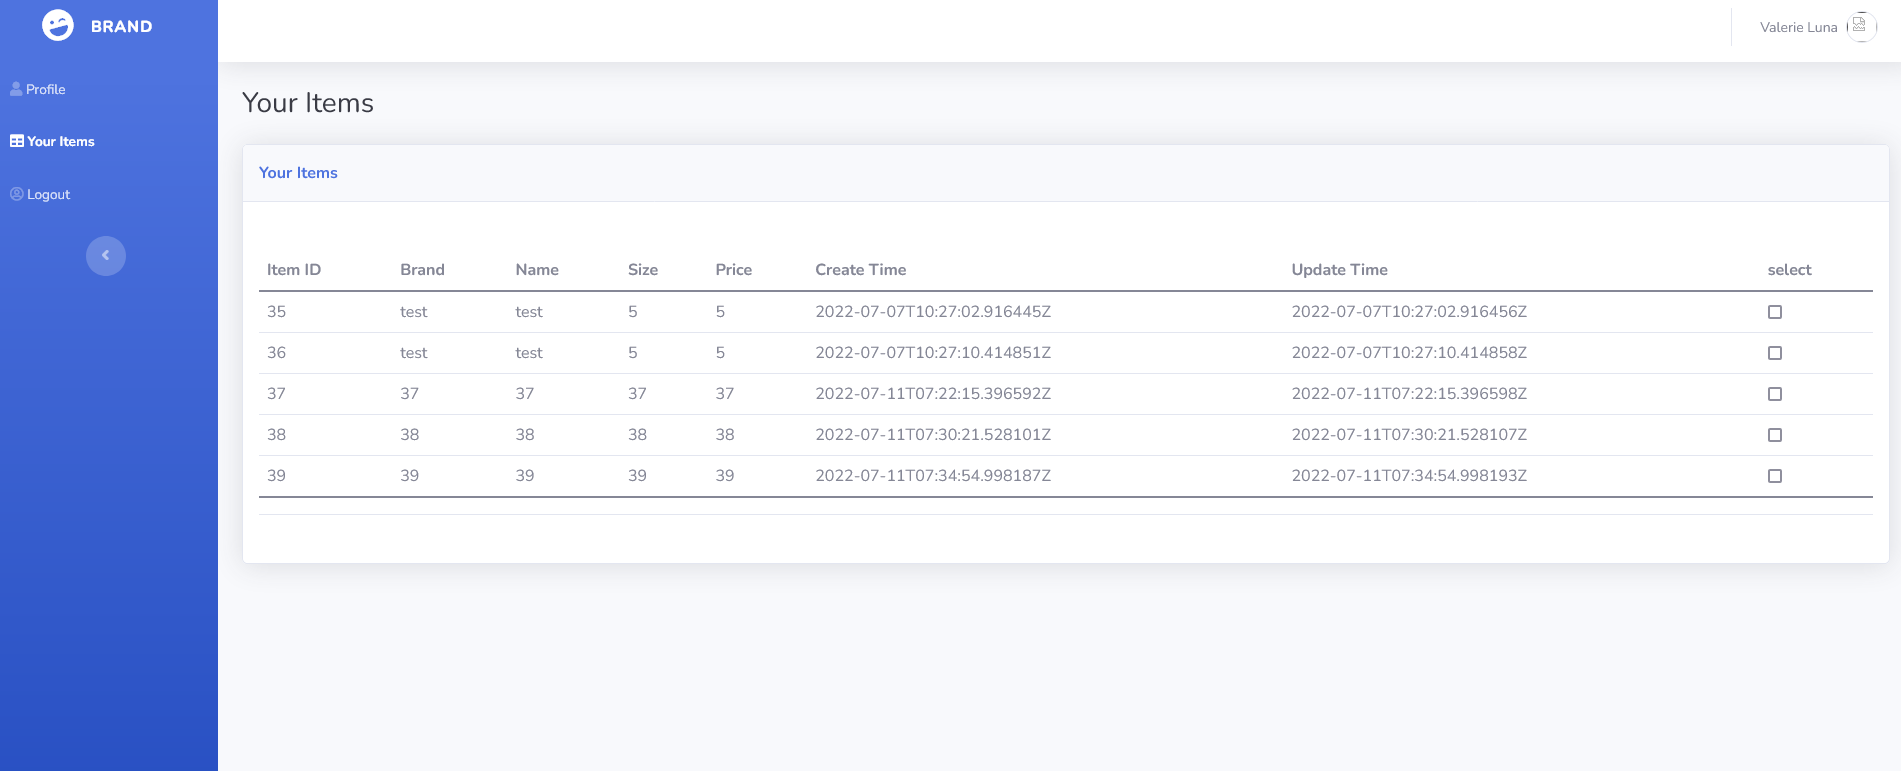 BRAND
Profile
Your Items
Logout
Valerie Luna
Your Items
Your Items
Item ID Brand Name Size Price Create Time Update Time select
35 test test 5 5 2022-07-07T10:27:02.916445Z 2022-07-07T10:27:02.916456Z
36 test test 5 5 2022-07-07T10:27:10.414851Z 2022-07-07T10:27:10.414858Z
37 37 37 37 37 2022-07-11T07:22:15.396592Z 2022-07-11T07:22:15.396598Z
38 38 38 38 38 2022-07-11T07:30:21.528101Z 2022-07-11T07:30:21.528107Z
39 39 39 39 39 2022-07-11T07:34:54.998187Z 2022-07-11T07:34:54.998193Z